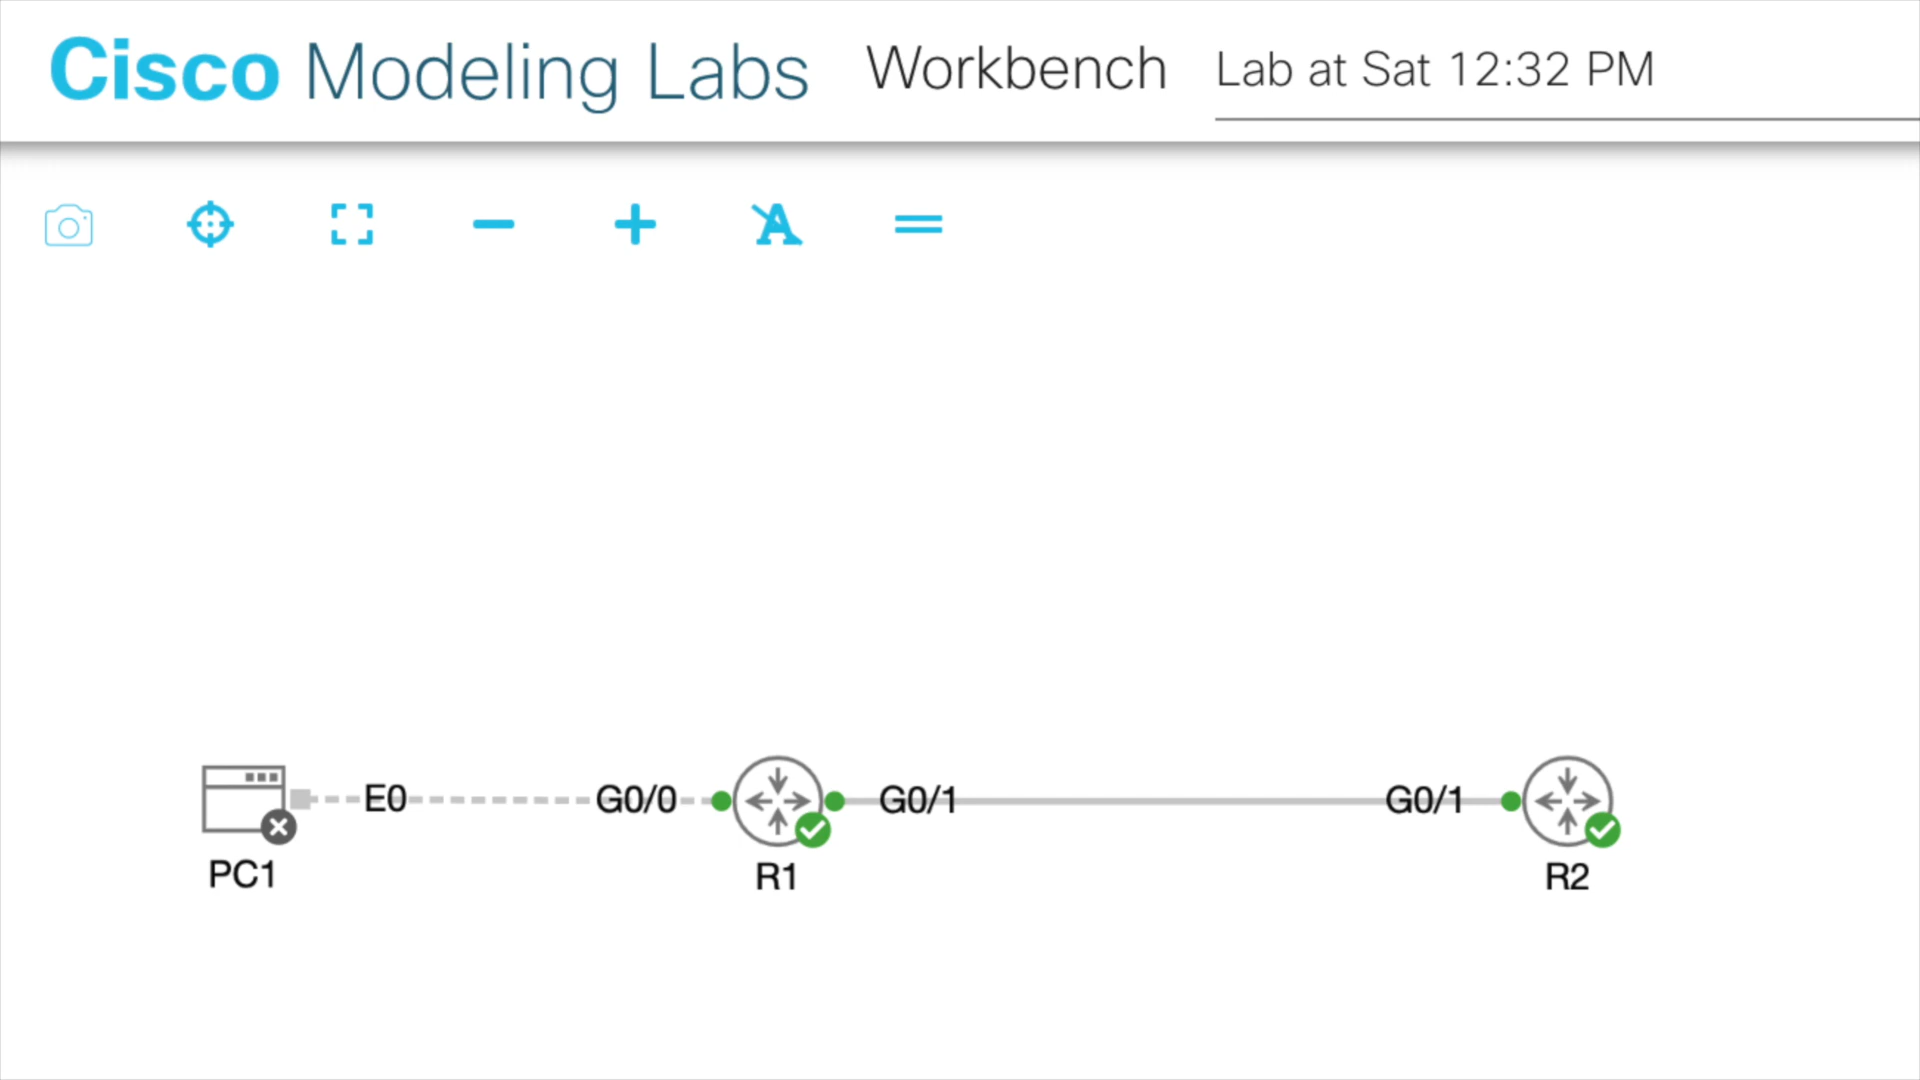 Cisco Modeling Labs Workbench Lab at Sat 12:32 PM
E0 G0/0 G0/1 G0/1
PC1 R1 R2